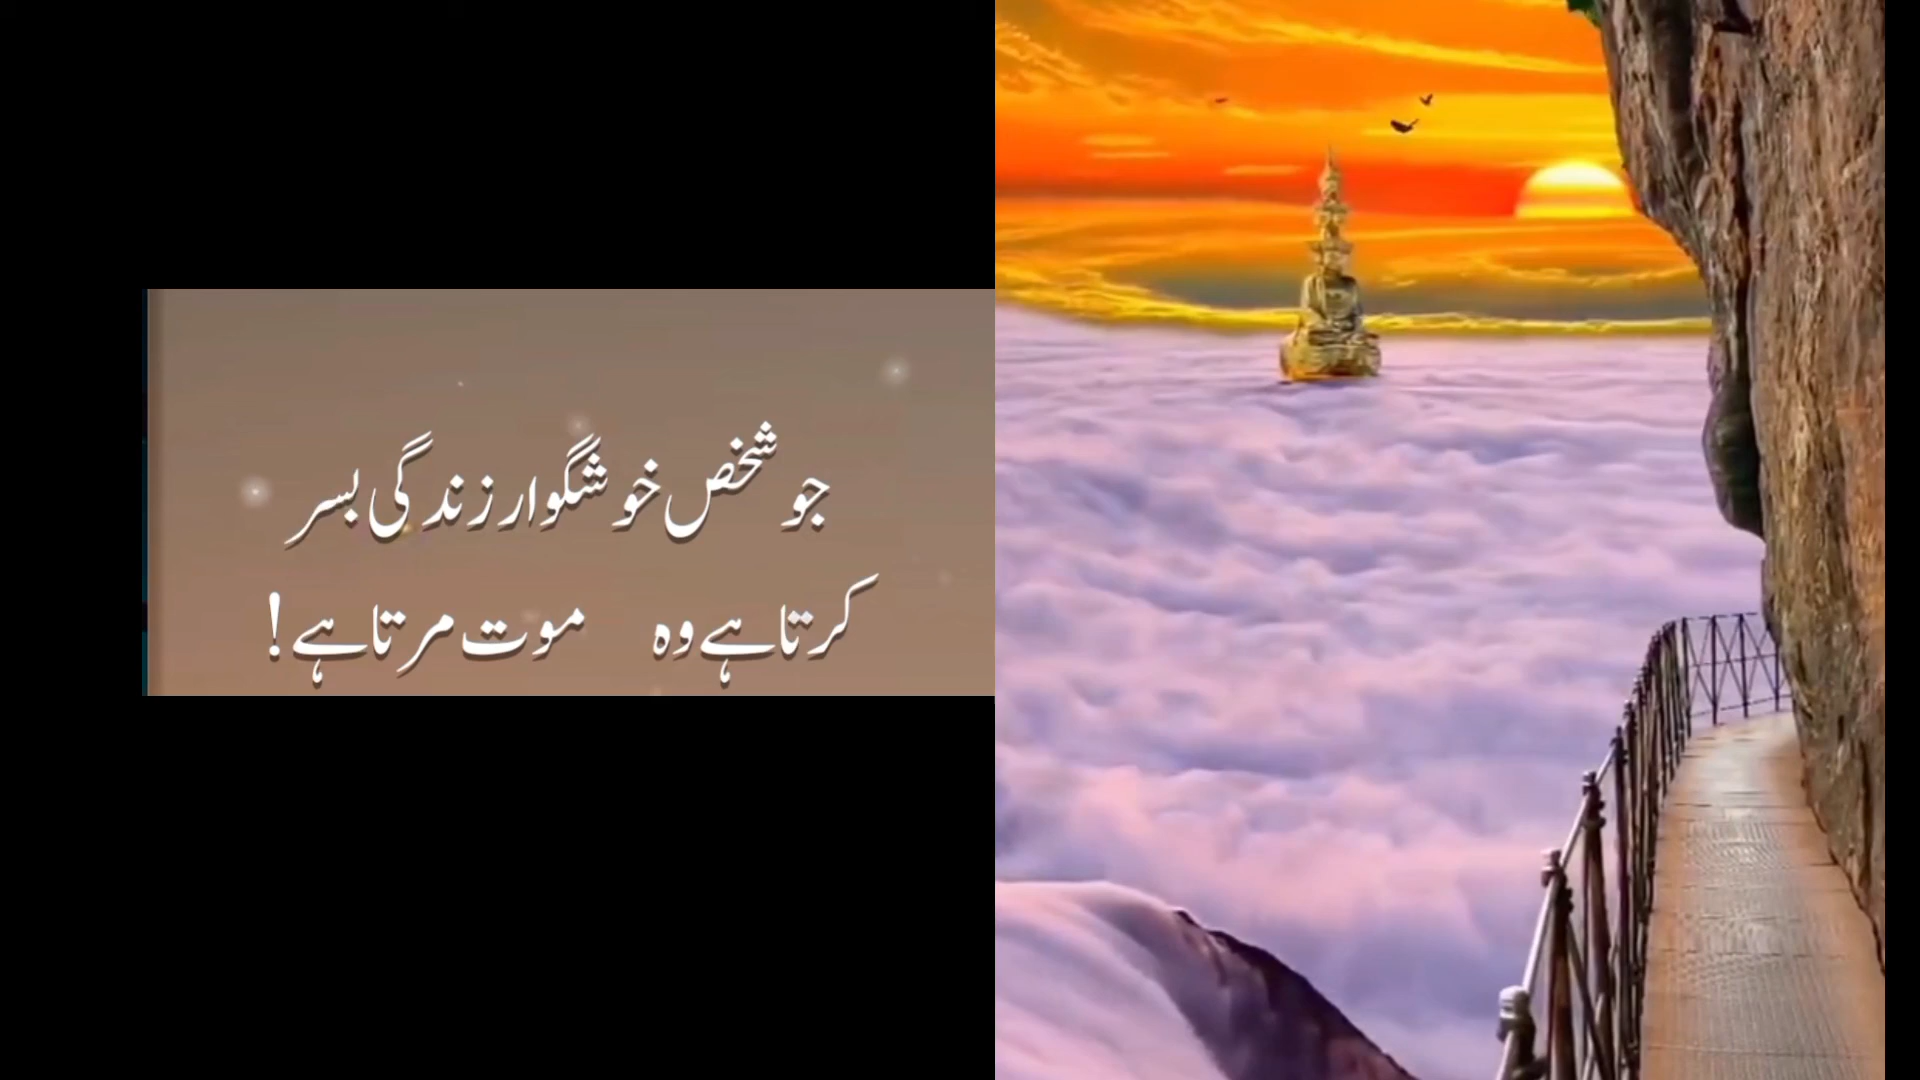 جو شخص خوشگوار زندگی بسر
کرتا ہے وہ موت مرتا ہے!